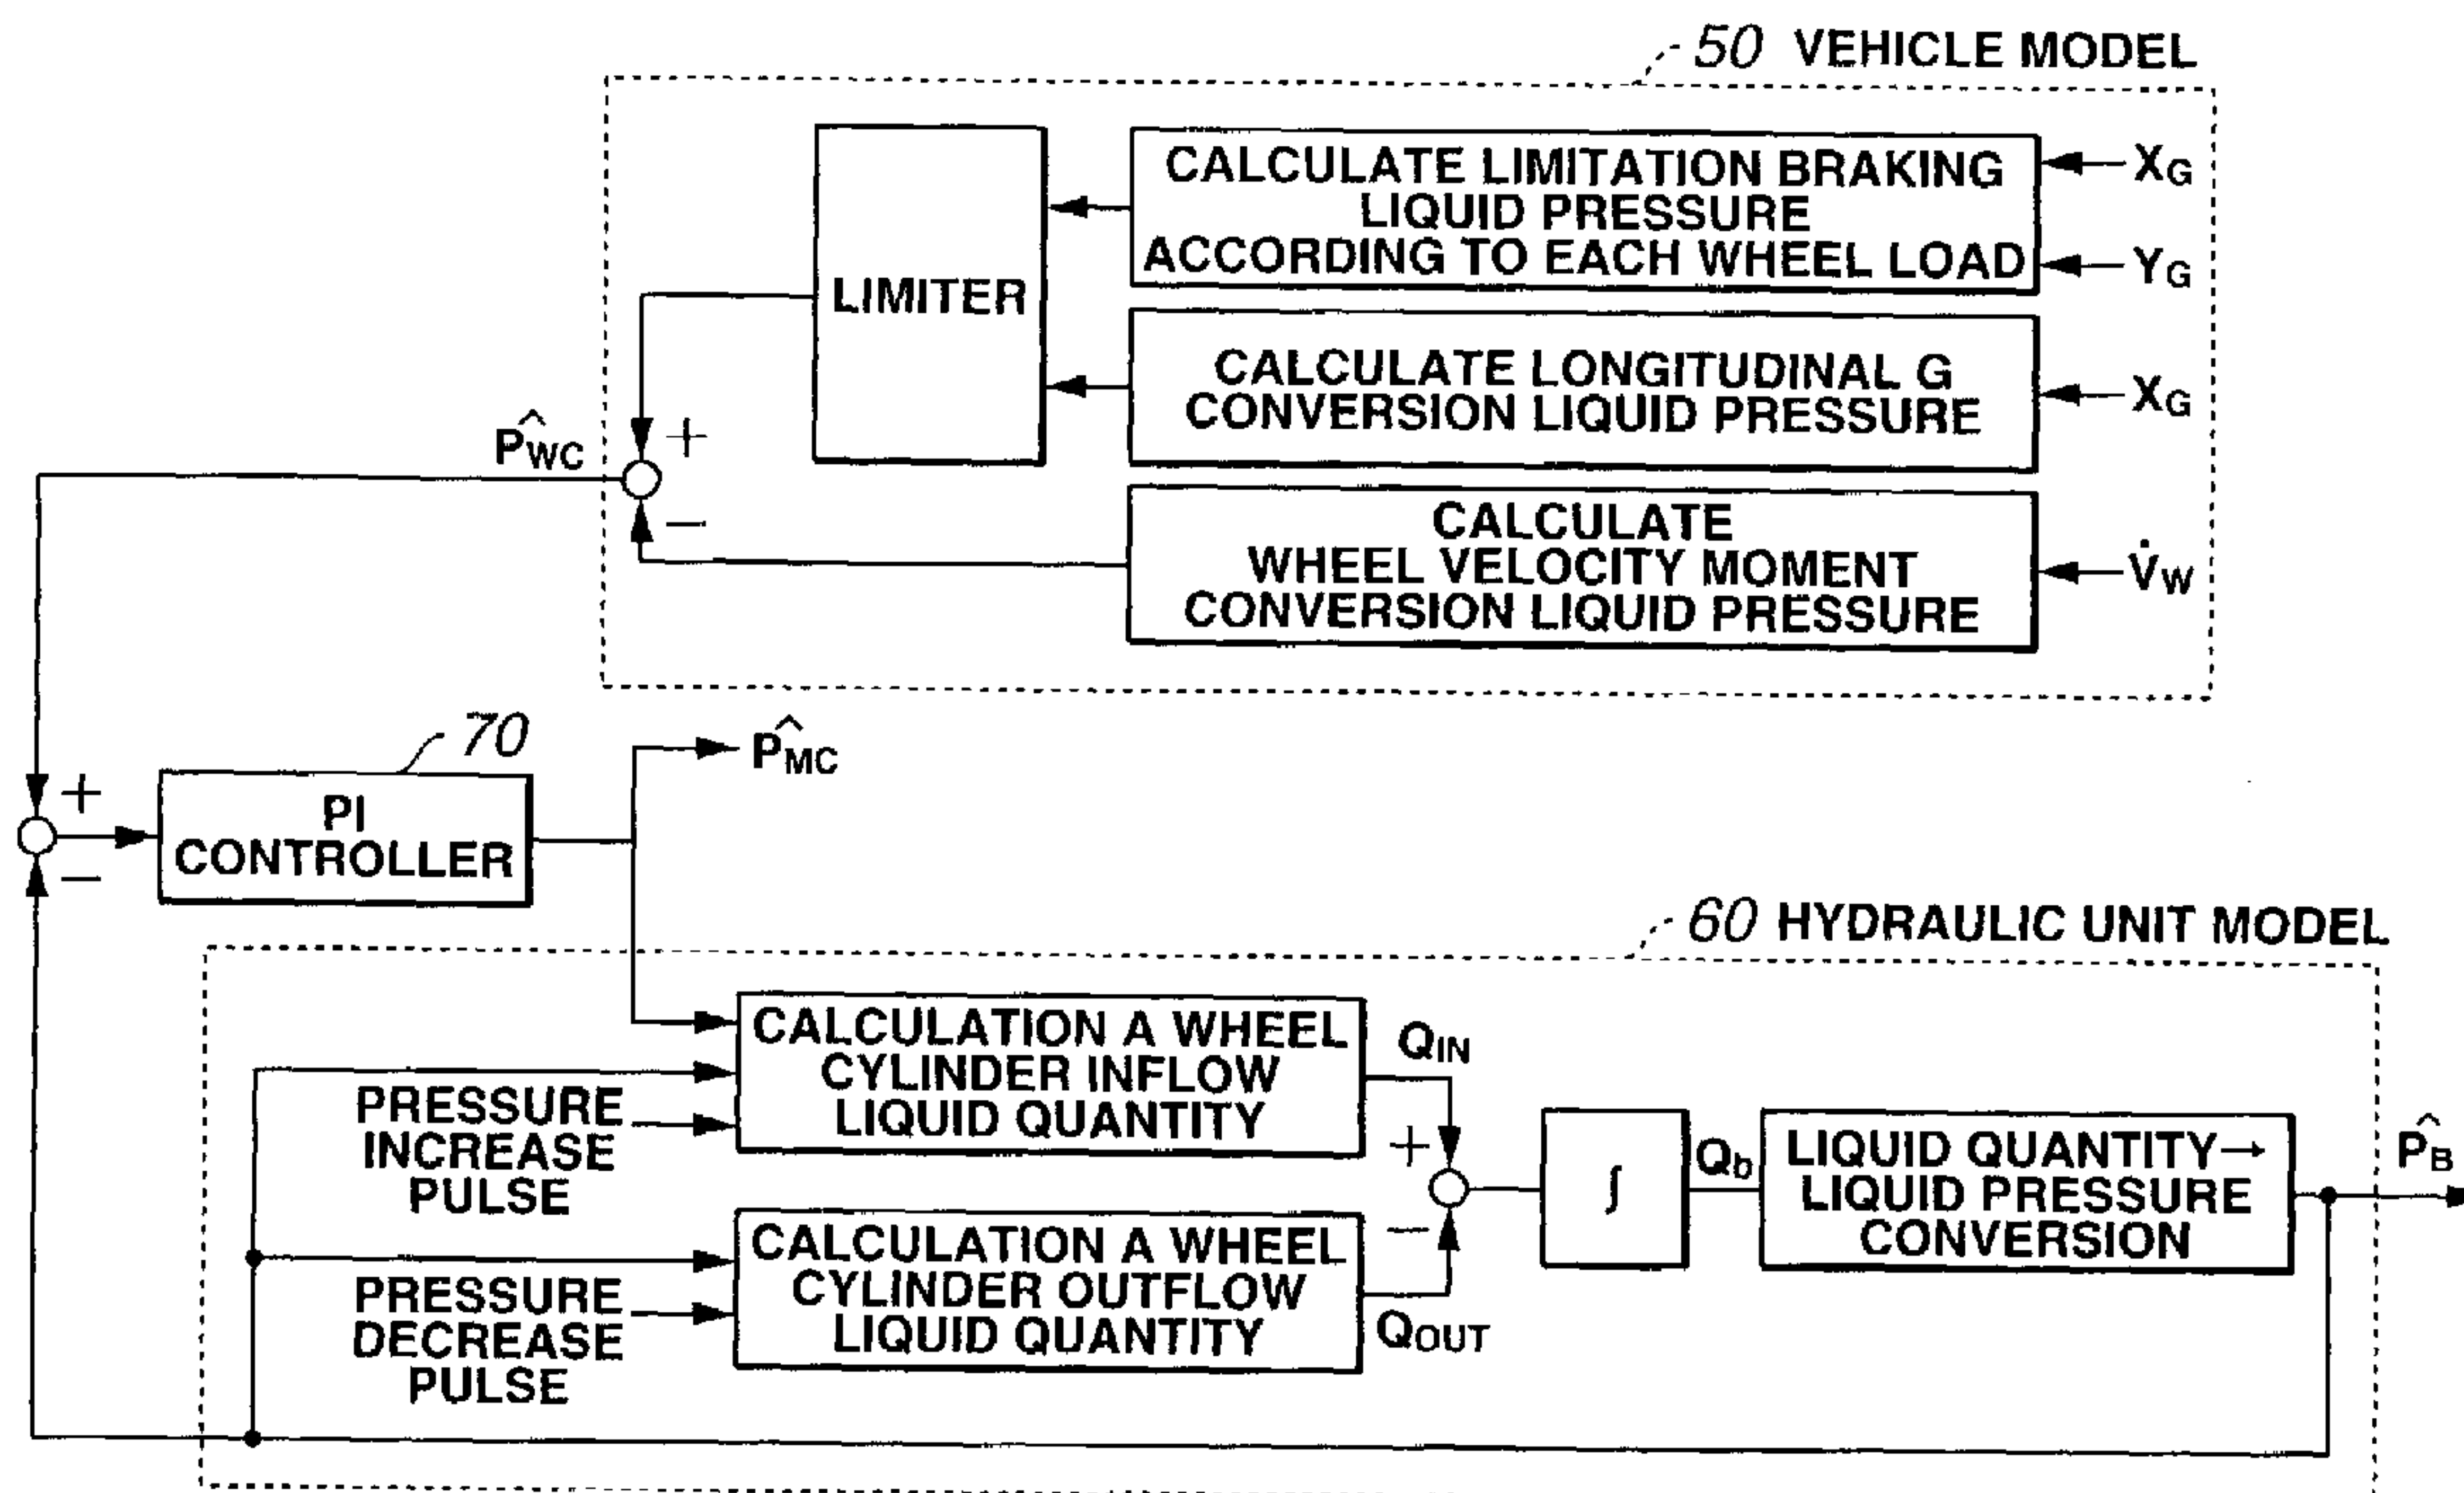 50 VEHICLE MODEL
CALCULATE LIMITATION BRAKING
LIQUID PRESSURE
ACCORDING TO EACH WHEEL LOAD
XG
YG
LIMITER
CALCULATE LONGITUDINAL G
CONVERSION LIQUID PRESSURE
XG
P̂WC
+
−
CALCULATE
WHEEL VELOCITY MOMENT
CONVERSION LIQUID PRESSURE
V̇W
70
P̂MC
+
−
PI
CONTROLLER
60 HYDRAULIC UNIT MODEL
CALCULATION A WHEEL
CYLINDER INFLOW
LIQUID QUANTITY
QIN
PRESSURE
INCREASE
PULSE
+
−
∫
Qb
LIQUID QUANTITY→
LIQUID PRESSURE
CONVERSION
P̂B
CALCULATION A WHEEL
CYLINDER OUTFLOW
LIQUID QUANTITY
QOUT
PRESSURE
DECREASE
PULSE